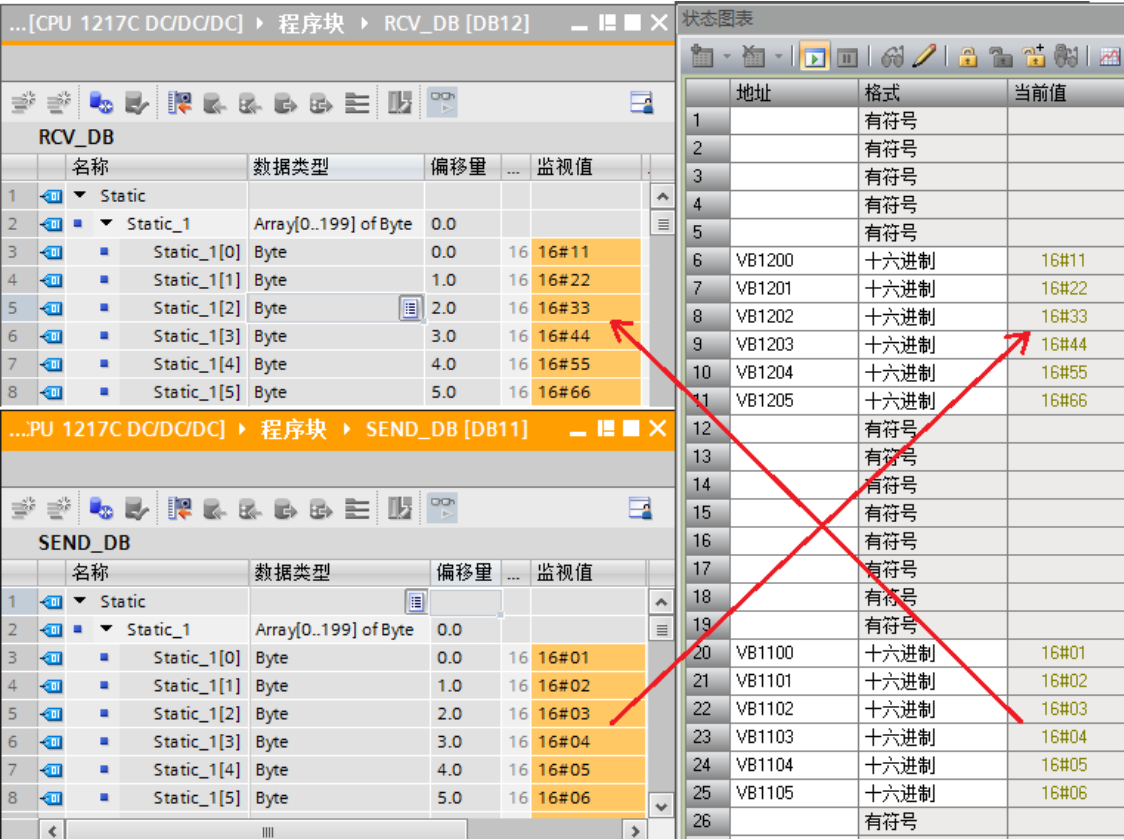 ...[CPU 1217C DC/DC/DC] 程序块 RCV_DB [DB12]
RCV_DB
名称 数据类型 偏移量 ... 监视值
1 Static
2 Static_1 Array[0..199] of Byte 0.0
3 Static_1[0] Byte 0.0 16 16#11
4 Static_1[1] Byte 1.0 16 16#22
5 Static_1[2] Byte 2.0 16 16#33
6 Static_1[3] Byte 3.0 16 16#44
7 Static_1[4] Byte 4.0 16 16#55
8 Static_1[5] Byte 5.0 16 16#66
...:PU 1217C DC/DC/DC] 程序块 SEND_DB [DB11]
SEND_DB
名称 数据类型 偏移量 ... 监视值
1 Static
2 Static_1 Array[0..199] of Byte 0.0
3 Static_1[0] Byte 0.0 16 16#01
4 Static_1[1] Byte 1.0 16 16#02
5 Static_1[2] Byte 2.0 16 16#03
6 Static_1[3] Byte 3.0 16 16#04
7 Static_1[4] Byte 4.0 16 16#05
8 Static_1[5] Byte 5.0 16 16#06
状态图表
地址 格式 当前值
1 有符号
2 有符号
3 有符号
4 有符号
5 有符号
6 VB1200 十六进制 16#11
7 VB1201 十六进制 16#22
8 VB1202 十六进制 16#33
9 VB1203 十六进制 16#44
10 VB1204 十六进制 16#55
11 VB1205 十六进制 16#66
12 有符号
13 有符号
14 有符号
15 有符号
16 有符号
17 有符号
18 有符号
19 有符号
20 VB1100 十六进制 16#01
21 VB1101 十六进制 16#02
22 VB1102 十六进制 16#03
23 VB1103 十六进制 16#04
24 VB1104 十六进制 16#05
25 VB1105 十六进制 16#06
26 有符号